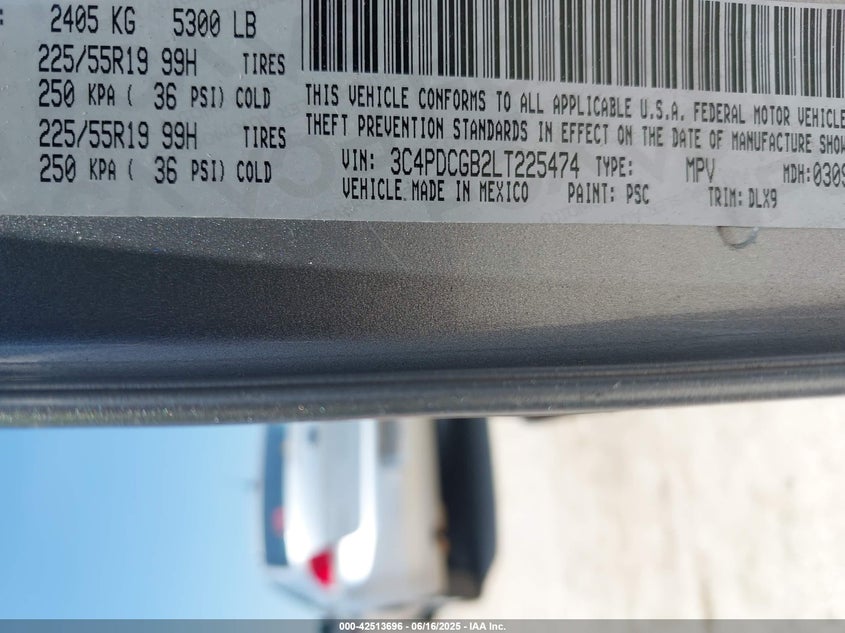 2405 KG 5300 LB
225/55R19 99H TIRES
250 KPA ( 36 PSI) COLD
225/55R19 99H TIRES
250 KPA ( 36 PSI) COLD
THIS VEHICLE CONFORMS TO ALL APPLICABLE U.S.A. FEDERAL MOTOR VEHICLE
THEFT PREVENTION STANDARDS IN EFFECT ON THE DATE OF MANUFACTURE SHOW
VIN: 3C4PDCGB2LT225474 TYPE: MPV MDH: 0309
VEHICLE MADE IN MEXICO PAINT: PSC TRIM: DLX9
000-42513696 - 06/16/2025 - IAA Inc.